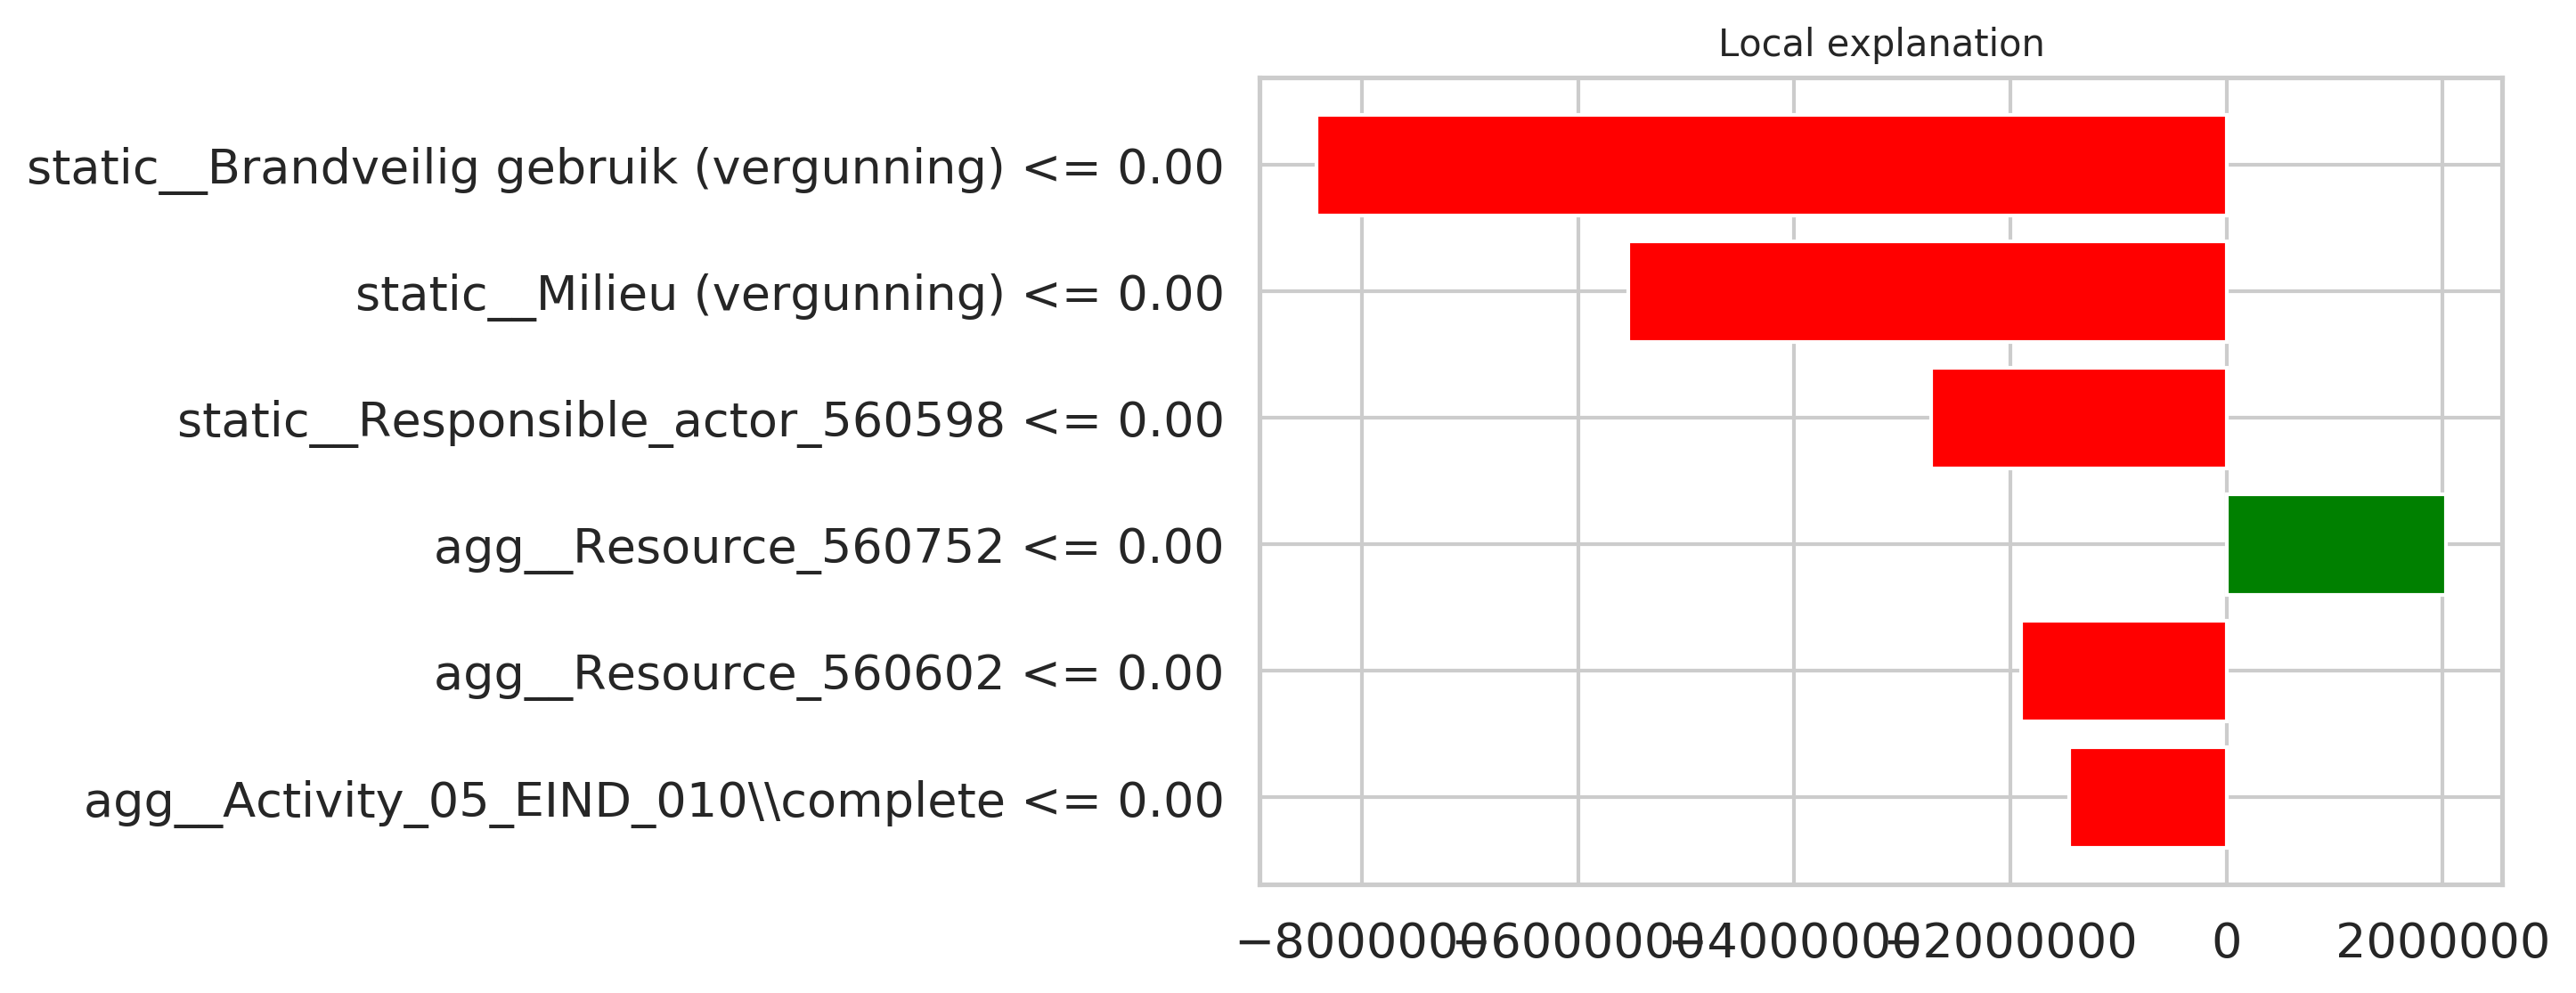 Local explanation
static__Brandveilig gebruik (vergunning) <= 0.00
static__Milieu (vergunning) <= 0.00
static__Responsible_actor_560598 <= 0.00
agg__Resource_560752 <= 0.00
agg__Resource_560602 <= 0.00
agg__Activity_05_EIND_010\\complete <= 0.00
−8000000 −6000000 −4000000 −2000000 0 2000000